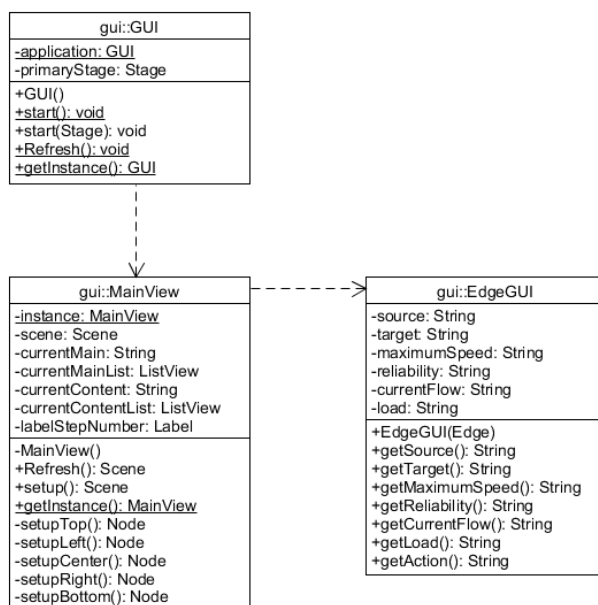 gui::GUI
-application: GUI
-primaryStage: Stage
+GUI()
+start(): void
+start(Stage): void
+Refresh(): void
+getInstance(): GUI
gui::MainView
-instance: MainView
-scene: Scene
-currentMain: String
-currentMainList: ListView
-currentContent: String
-currentContentList: ListView
-labelStepNumber: Label
-MainView()
+Refresh(): Scene
+setup(): Scene
+getInstance(): MainView
-setupTop(): Node
-setupLeft(): Node
-setupCenter(): Node
-setupRight(): Node
-setupBottom(): Node
gui::EdgeGUI
-source: String
-target: String
-maximumSpeed: String
-reliability: String
-currentFlow: String
-load: String
+EdgeGUI(Edge)
+getSource(): String
+getTarget(): String
+getMaximumSpeed(): String
+getReliability(): String
+getCurrentFlow(): String
+getLoad(): String
+getAction(): String